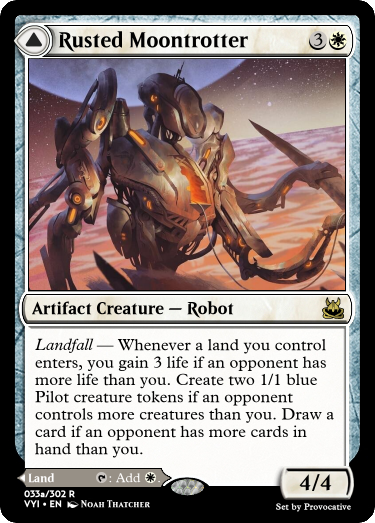 Rusted Moontrotter 3
Artifact Creature — Robot
Landfall — Whenever a land you control
enters, you gain 3 life if an opponent has
more life than you. Create two 1/1 blue
Pilot creature tokens if an opponent
controls more creatures than you. Draw a
card if an opponent has more cards in
hand than you.
Land : Add .
4/4
033a/302 R
VYI • EN Noah Thatcher
Set by Provocative